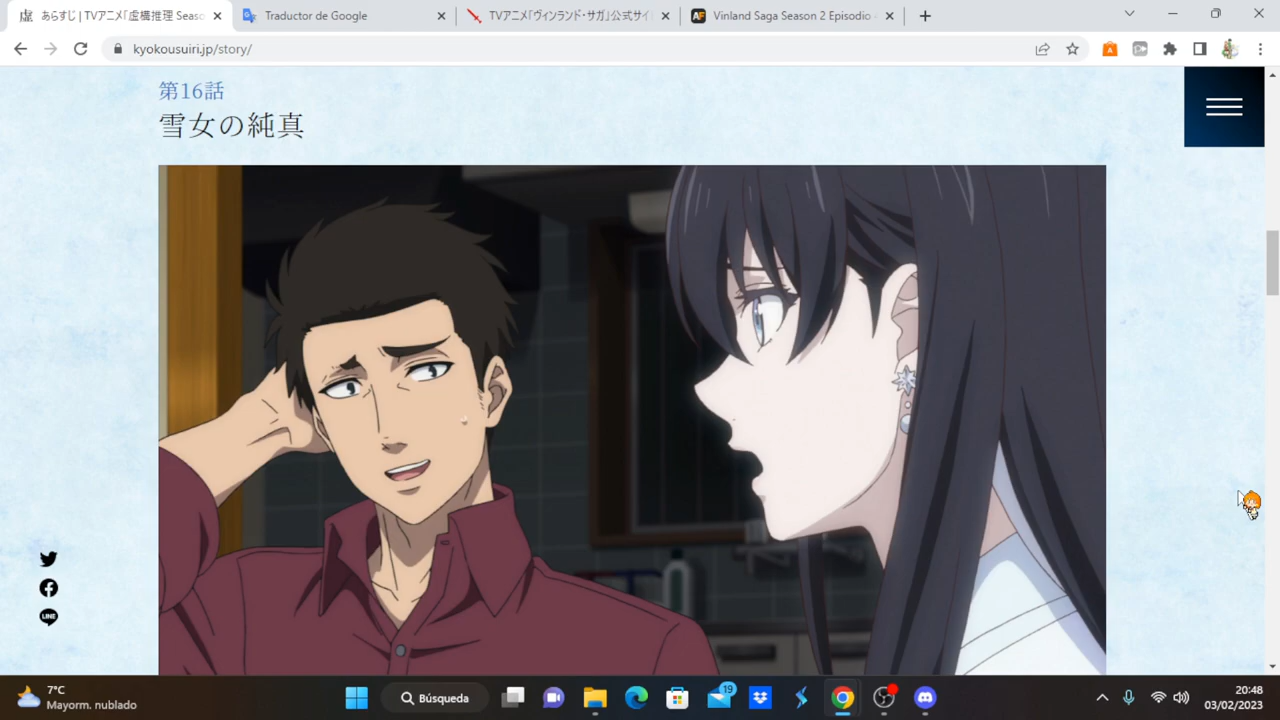 あらすじ | TVアニメ「虚構推理 Seaso
Traductor de Google
TVアニメ「ヴィンランド・サガ」公式サイ
AF
Vinland Saga Season 2 Episodio
kyokousuiri.jp/story/
第16話
雪女の純真
LINE
7°C
Mayorm. nublado
Búsqueda
19
20:48
03/02/2023